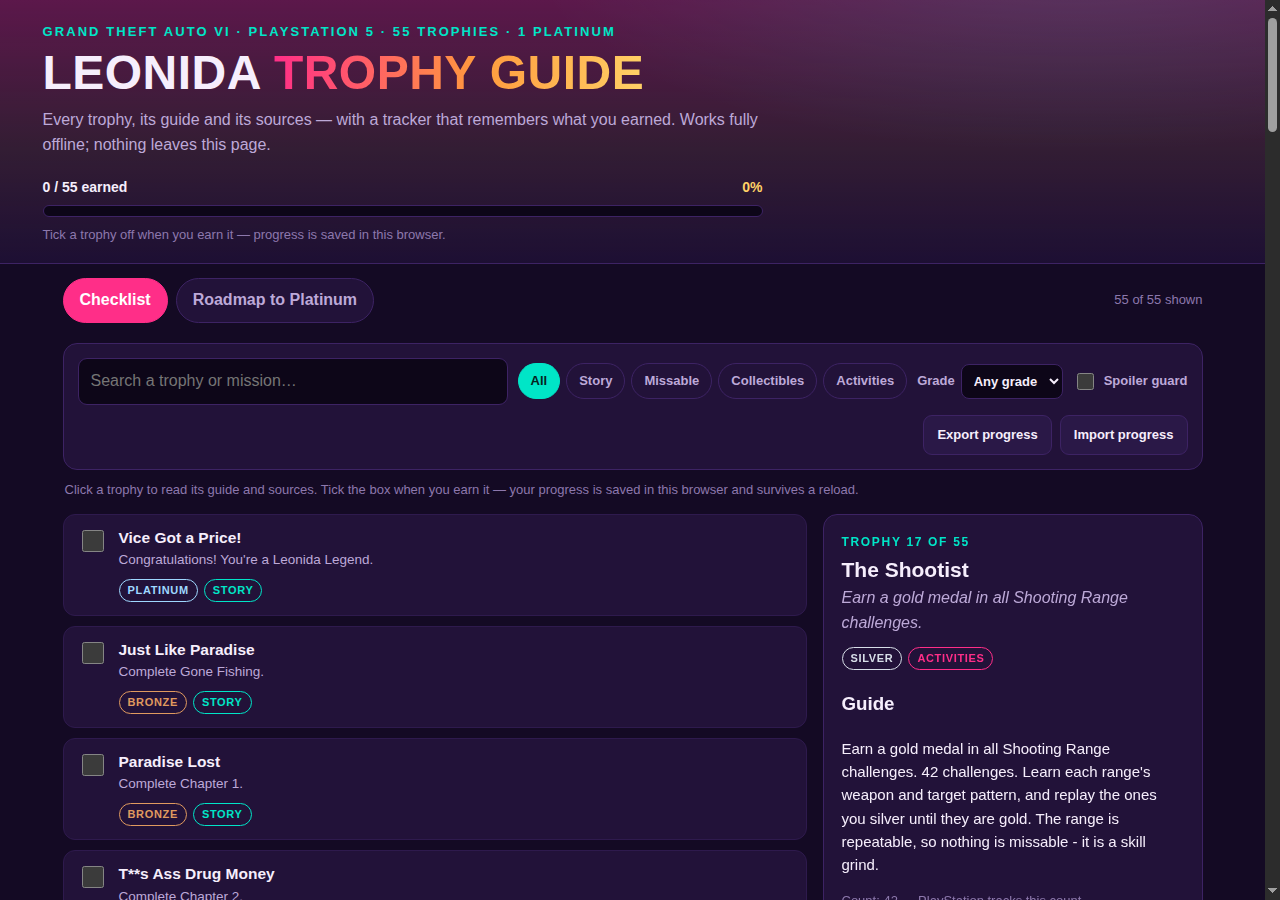 GRAND THEFT AUTO VI · PLAYSTATION 5 · 55 TROPHIES · 1 PLATINUM
LEONIDA TROPHY GUIDE
Every trophy, its guide and its sources — with a tracker that remembers what you earned. Works fully
offline; nothing leaves this page.
0 / 55 earned
0%
Tick a trophy off when you earn it — progress is saved in this browser.
Checklist
Roadmap to Platinum
55 of 55 shown
Search a trophy or mission…
All
Story
Missable
Collectibles
Activities
Grade
Any grade
Spoiler guard
Export progress
Import progress
Click a trophy to read its guide and sources. Tick the box when you earn it — your progress is saved in this browser and survives a reload.
Vice Got a Price!
Congratulations! You're a Leonida Legend.
PLATINUM
STORY
Just Like Paradise
Complete Gone Fishing.
BRONZE
STORY
Paradise Lost
Complete Chapter 1.
BRONZE
STORY
T**s Ass Drug Money
Complete Chapter 2.
TROPHY 17 OF 55
The Shootist
Earn a gold medal in all Shooting Range
challenges.
SILVER
ACTIVITIES
Guide
Earn a gold medal in all Shooting Range
challenges. 42 challenges. Learn each range's
weapon and target pattern, and replay the ones
you silver until they are gold. The range is
repeatable, so nothing is missable - it is a skill
grind.
Count: 42 — PlayStation tracks this count